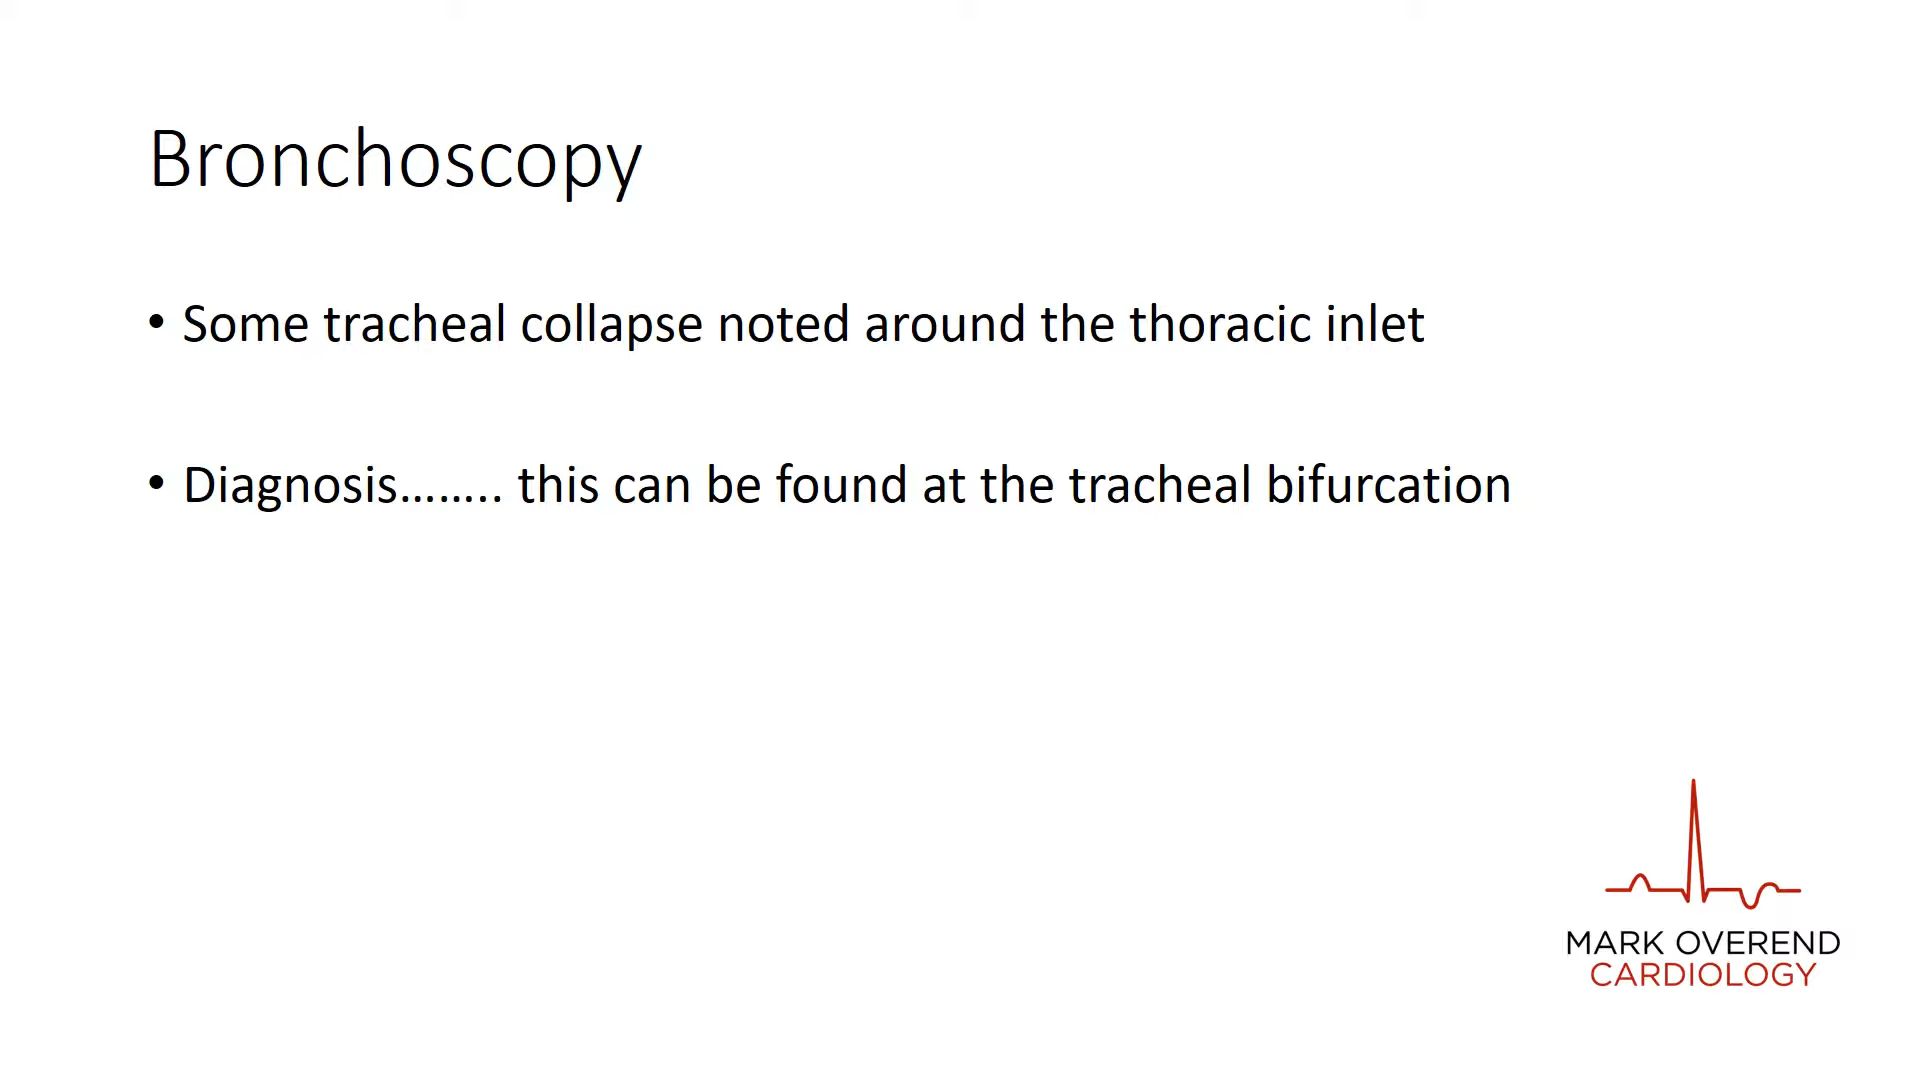 Bronchoscopy
• Some tracheal collapse noted around the thoracic inlet
• Diagnosis…….. this can be found at the tracheal bifurcation
MARK OVEREND
CARDIOLOGY